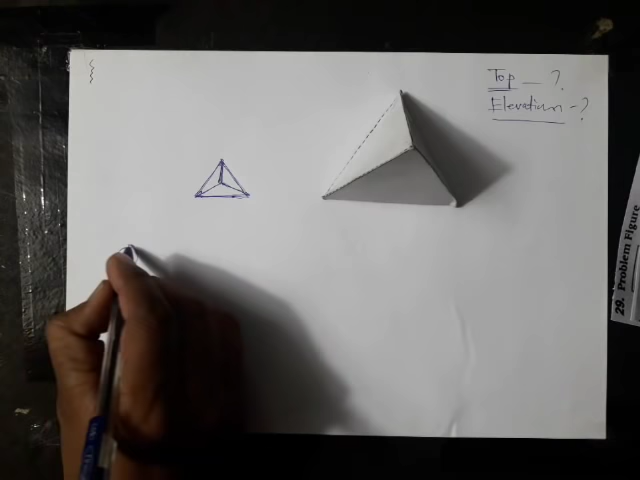 Top — ?
Elevation - ?
29. Problem Figure